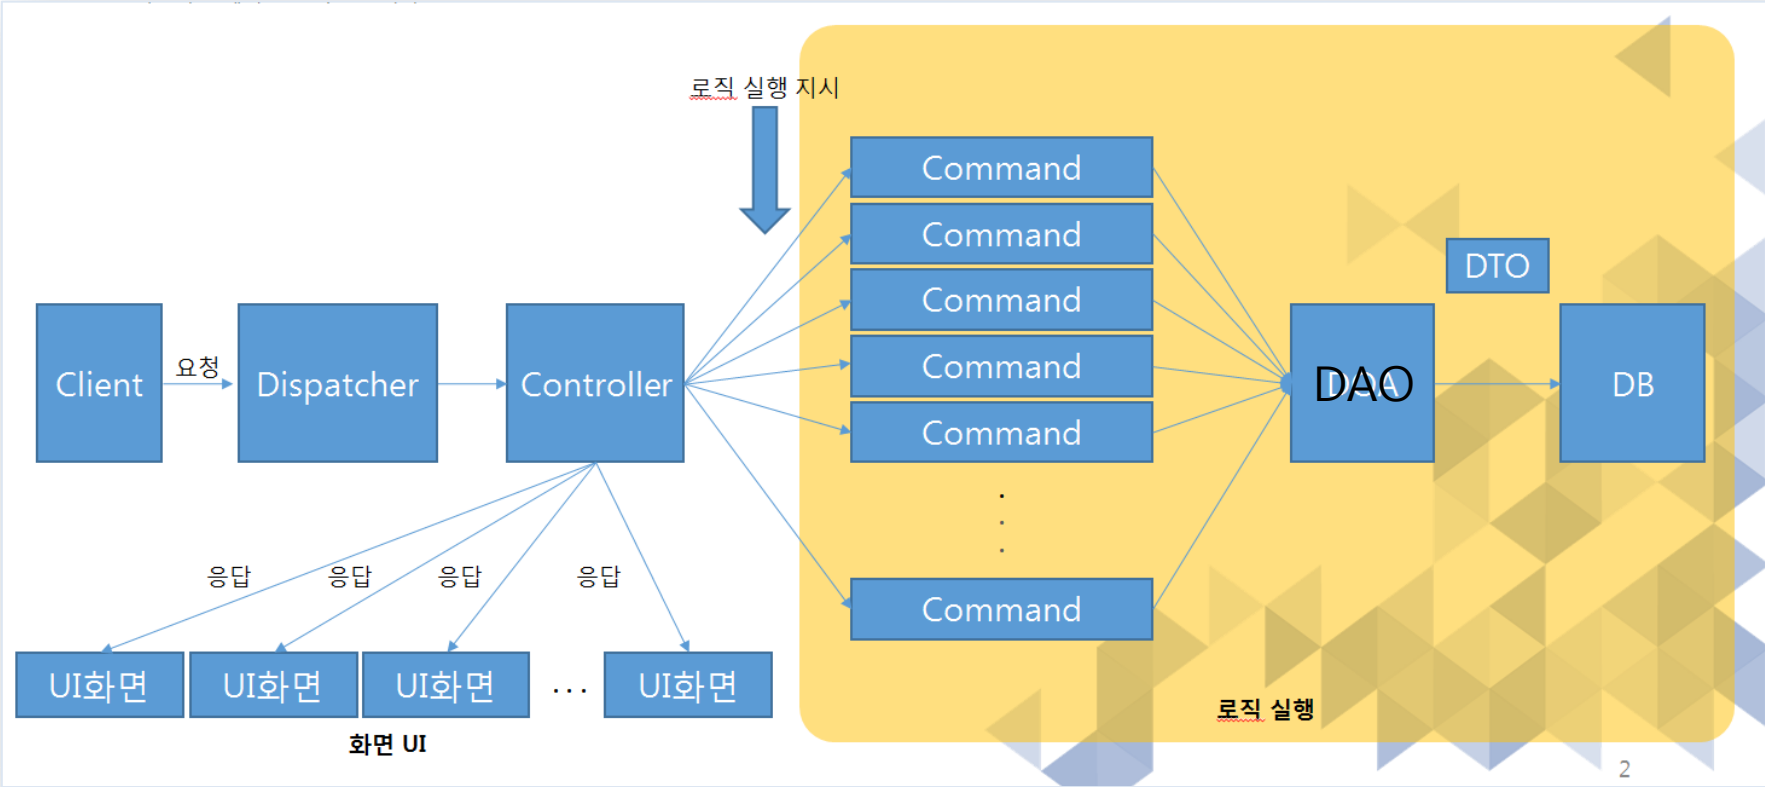 로직 실행 지시
Command
Command
Command
Command
Command
.
.
.
Command
DTO
Client
요청
Dispatcher
Controller
DAO
DB
응답
응답
응답
응답
UI화면
UI화면
UI화면
...
UI화면
화면 UI
로직 실행
2